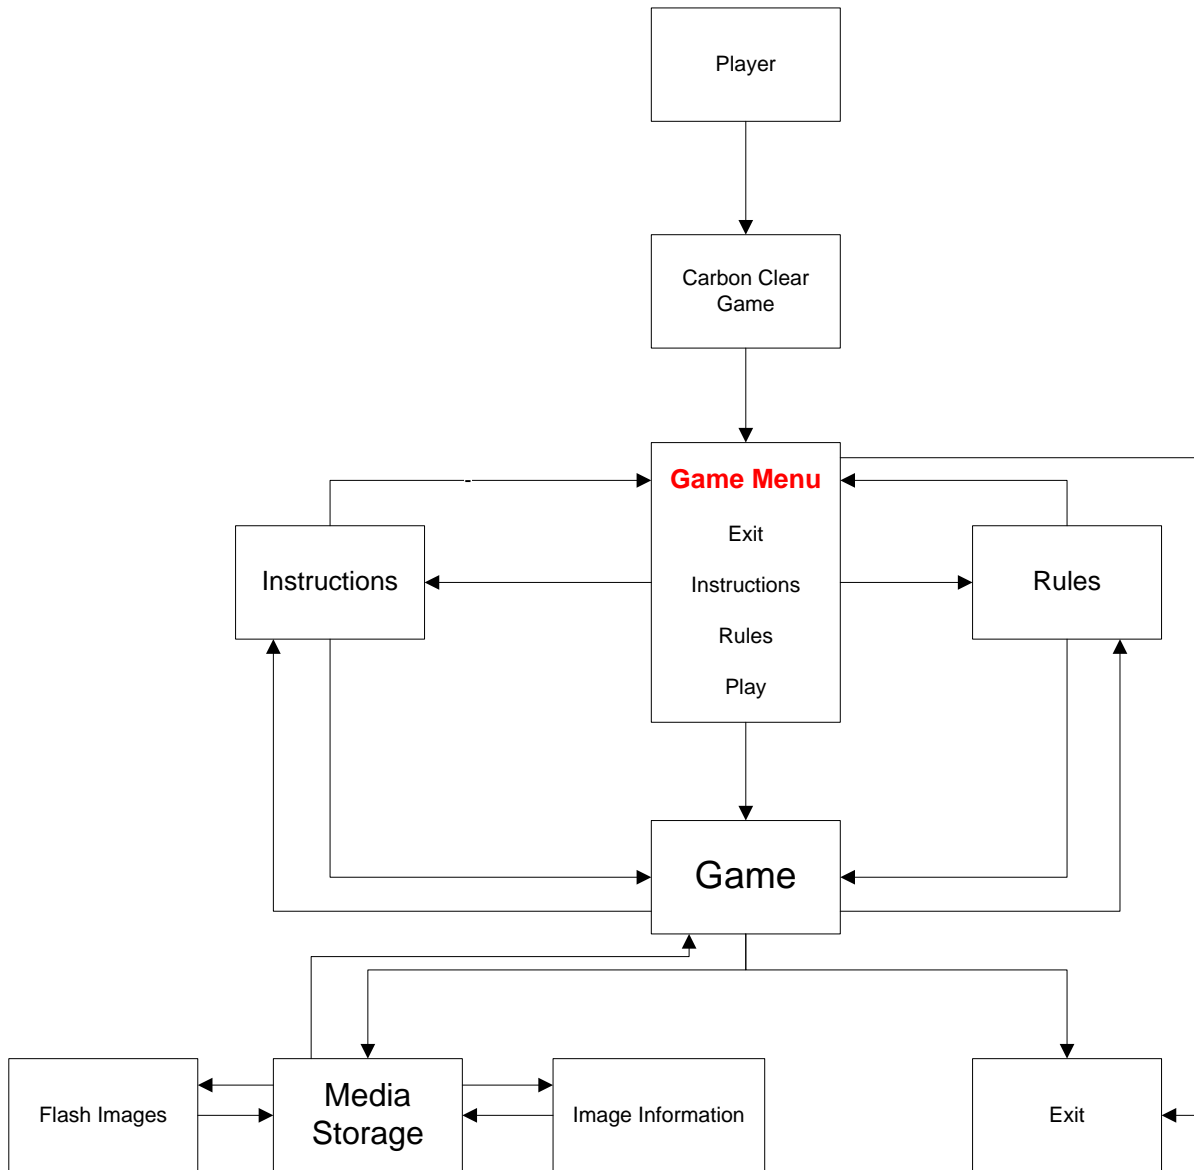 Player
Carbon Clear
Game
Game Menu
Exit
Instructions
Rules
Play
Instructions
Rules
Game
Flash Images
Media
Storage
Image Information
Exit